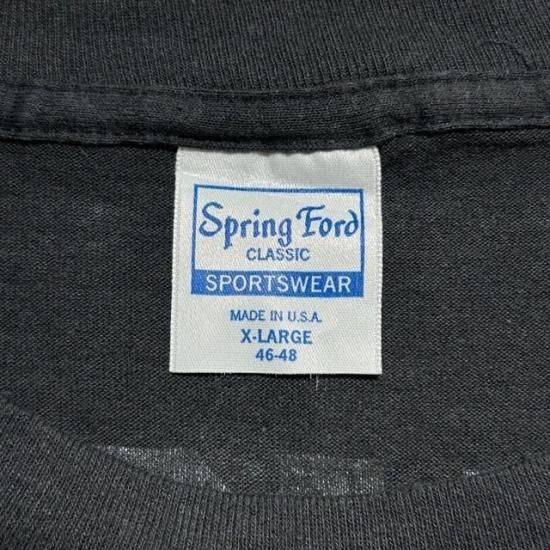 Spring Ford
CLASSIC
SPORTSWEAR
MADE IN U.S.A.
X-LARGE
46-48